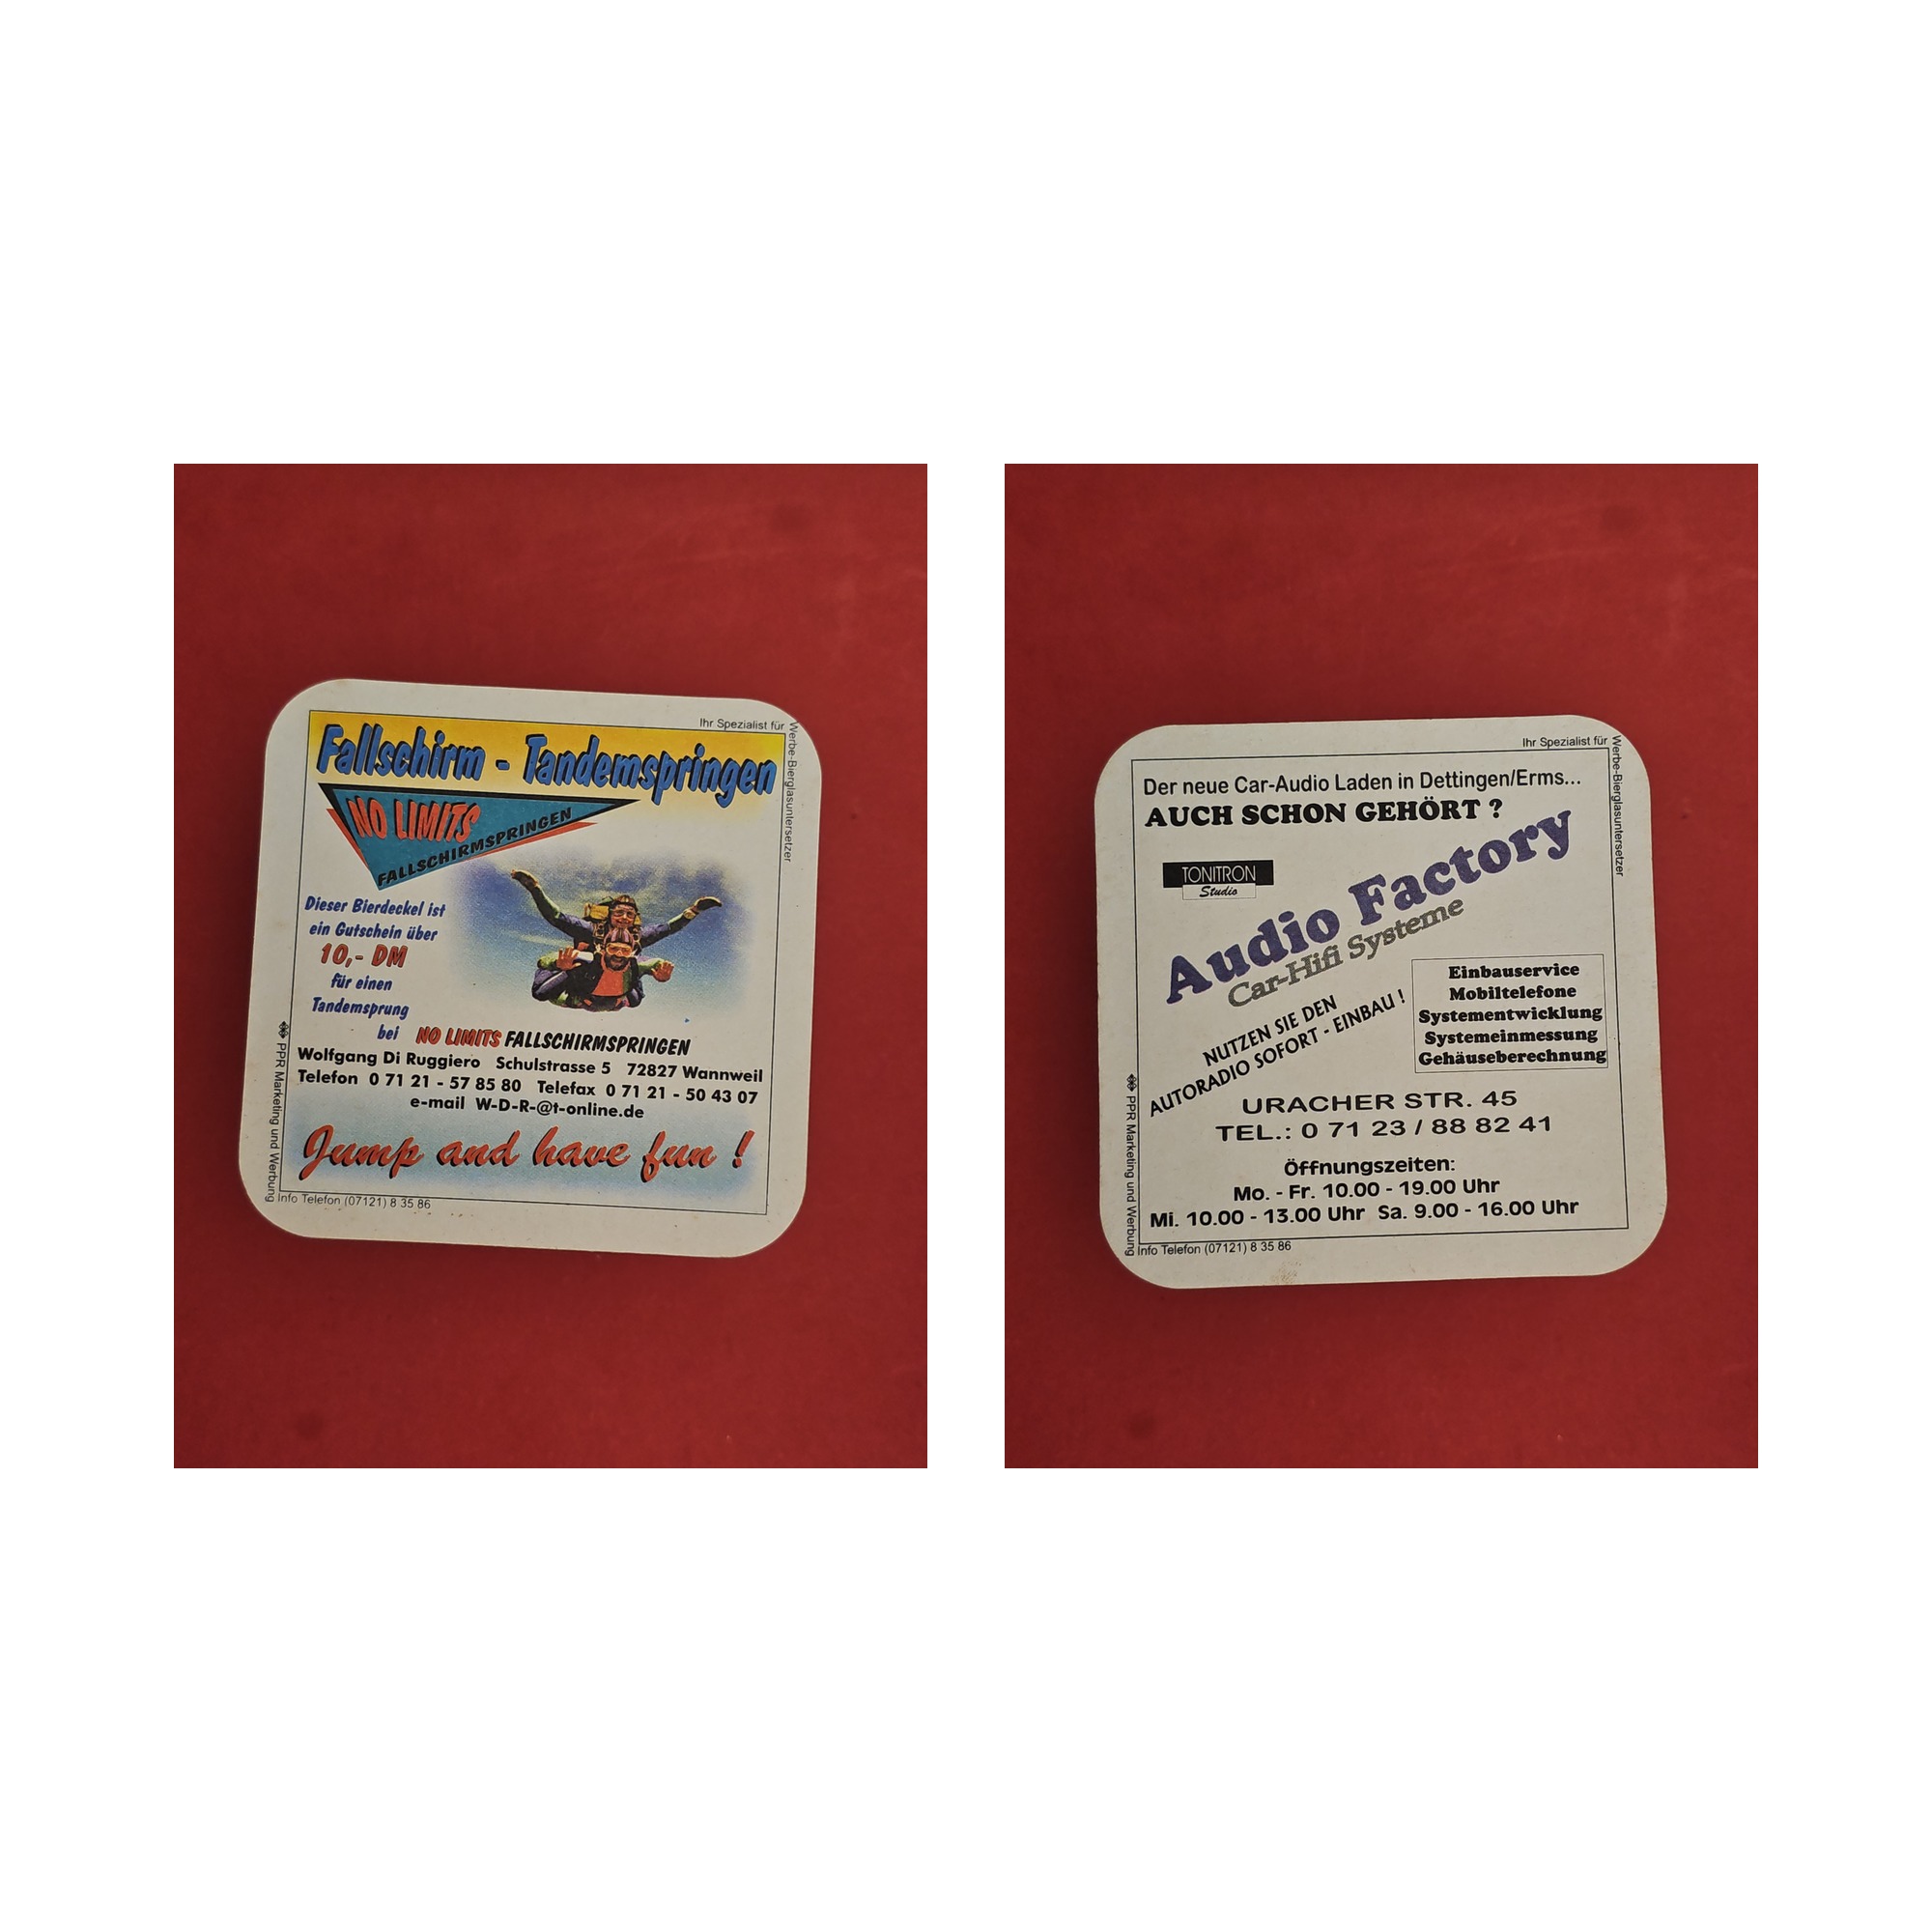 Ihr Spezialist für
Werbe-Bierglasuntersetzer
Fallschirm - Tandemspringen
NO LIMITS
FALLSCHIRMSPRINGEN
Dieser Bierdeckel ist
ein Gutschein über
10,- DM
für einen
Tandemsprung
bei NO LIMITS FALLSCHIRMSPRINGEN
Wolfgang Di Ruggiero Schulstrasse 5 72827 Wannweil
Telefon 0 71 21 - 57 85 80 Telefax 0 71 21 - 50 43 07
e-mail W-D-R-@t-online.de
Jump and have fun !
PPR Marketing und Werbung
Info Telefon (07121) 8 35 86
Ihr Spezialist für
Werbe-Bierglasuntersetzer
Der neue Car-Audio Laden in Dettingen/Erms...
AUCH SCHON GEHÖRT ?
TONITRON
Studio
Audio Factory
Car-Hifi Systeme
NUTZEN SIE DEN
AUTORADIO SOFORT - EINBAU !
Einbauservice
Mobiltelefone
Systementwicklung
Systemeinmessung
Gehäuseberechnung
URACHER STR. 45
TEL.: 0 71 23 / 88 82 41
Öffnungszeiten:
Mo. - Fr. 10.00 - 19.00 Uhr
Mi. 10.00 - 13.00 Uhr Sa. 9.00 - 16.00 Uhr
PPR Marketing und Werbung
Info Telefon (07121) 8 35 86